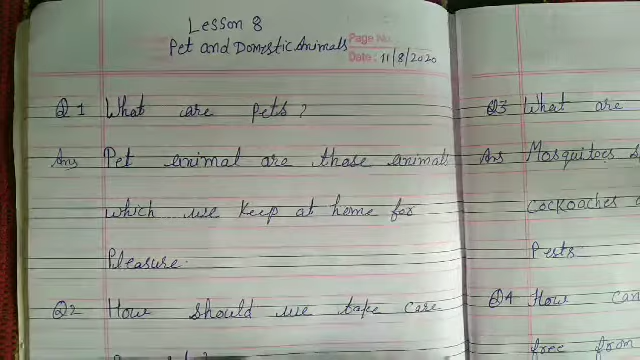 Lesson 8
Pet and Domestic Animals
Page No.
Date: 11/8/2020
Q1 What are pets?
Ans Pet animal are those animals
which we keep at home for
Pleasure.
Q2 How should we take care
Q3 What are
Ans Mosquitoes
cockoaches
Pests
Q4 How can
free from